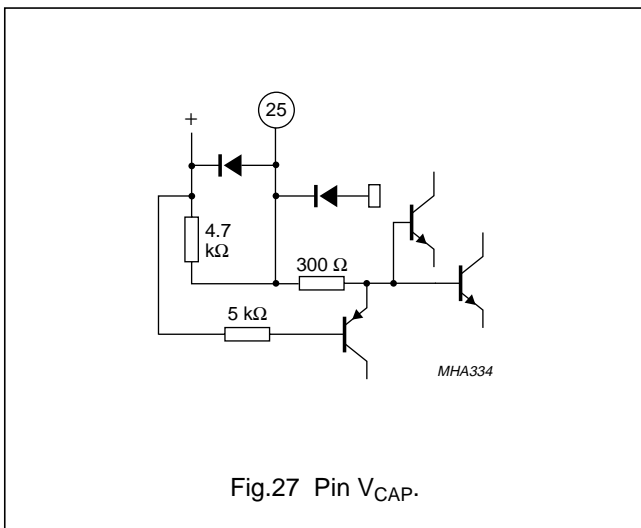 25
+
4.7
kΩ
300 Ω
5 kΩ
MHA334
Fig.27 Pin VCAP.